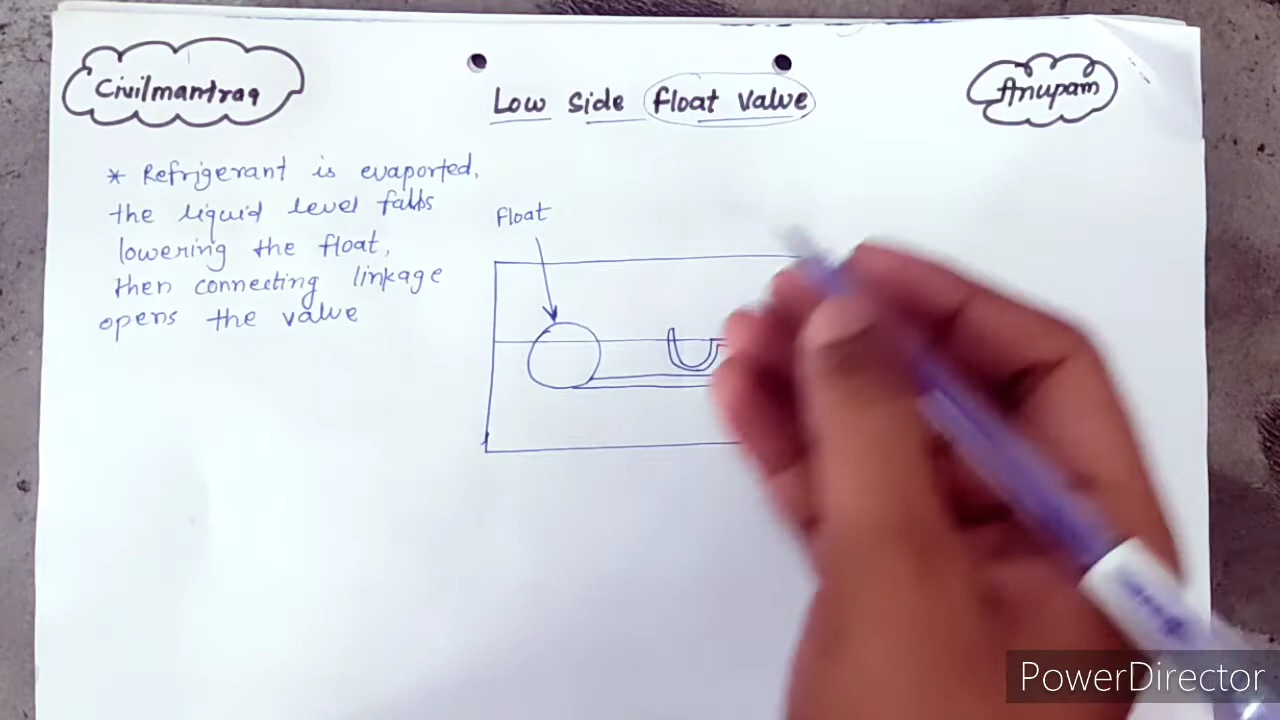 Civilmantraa
Low side float valve
Anupam
* Refrigerant is evaported,
the liquid level falls
lowering the float,
then connecting linkage
opens the valve
float
PowerDirector